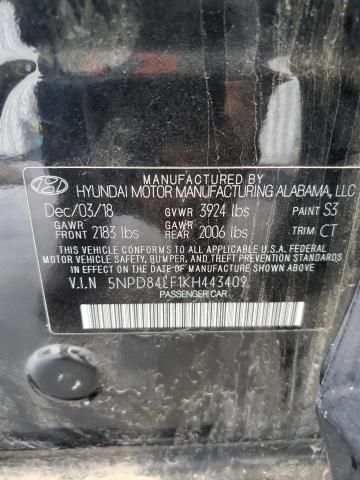 MANUFACTURED BY
HYUNDAI MOTOR MANUFACTURING ALABAMA, LLC
Dec/03/18 GVWR 3924 lbs PAINT S3
GAWR FRONT 2183 lbs GAWR REAR 2006 lbs TRIM CT
THIS VEHICLE CONFORMS TO ALL APPLICABLE U.S.A. FEDERAL
MOTOR VEHICLE SAFETY, BUMPER, AND THEFT PREVENTION
STANDARDS IN EFFECT ON THE DATE OF MANUFACTURE SHOWN ABOVE.
V.I.N 5NPD84LF1KH443409
PASSENGER CAR